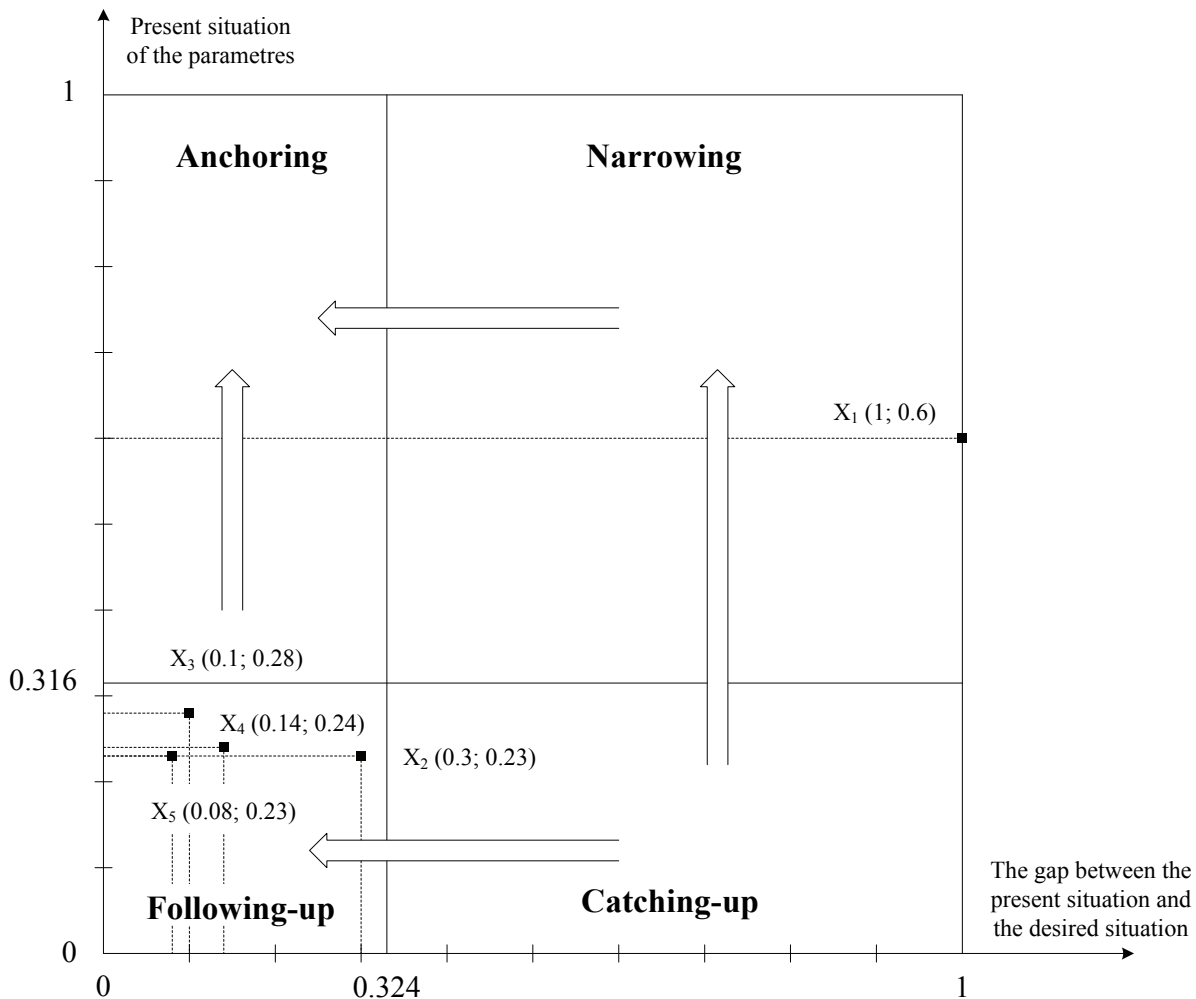 Present situation
of the parametres
1
Anchoring
Narrowing
X₁ (1; 0.6)
X₃ (0.1; 0.28)
0.316
X₄ (0.14; 0.24)
X₂ (0.3; 0.23)
X₅ (0.08; 0.23)
The gap between the
present situation and
the desired situation
Following-up
Catching-up
0
0
0.324
1